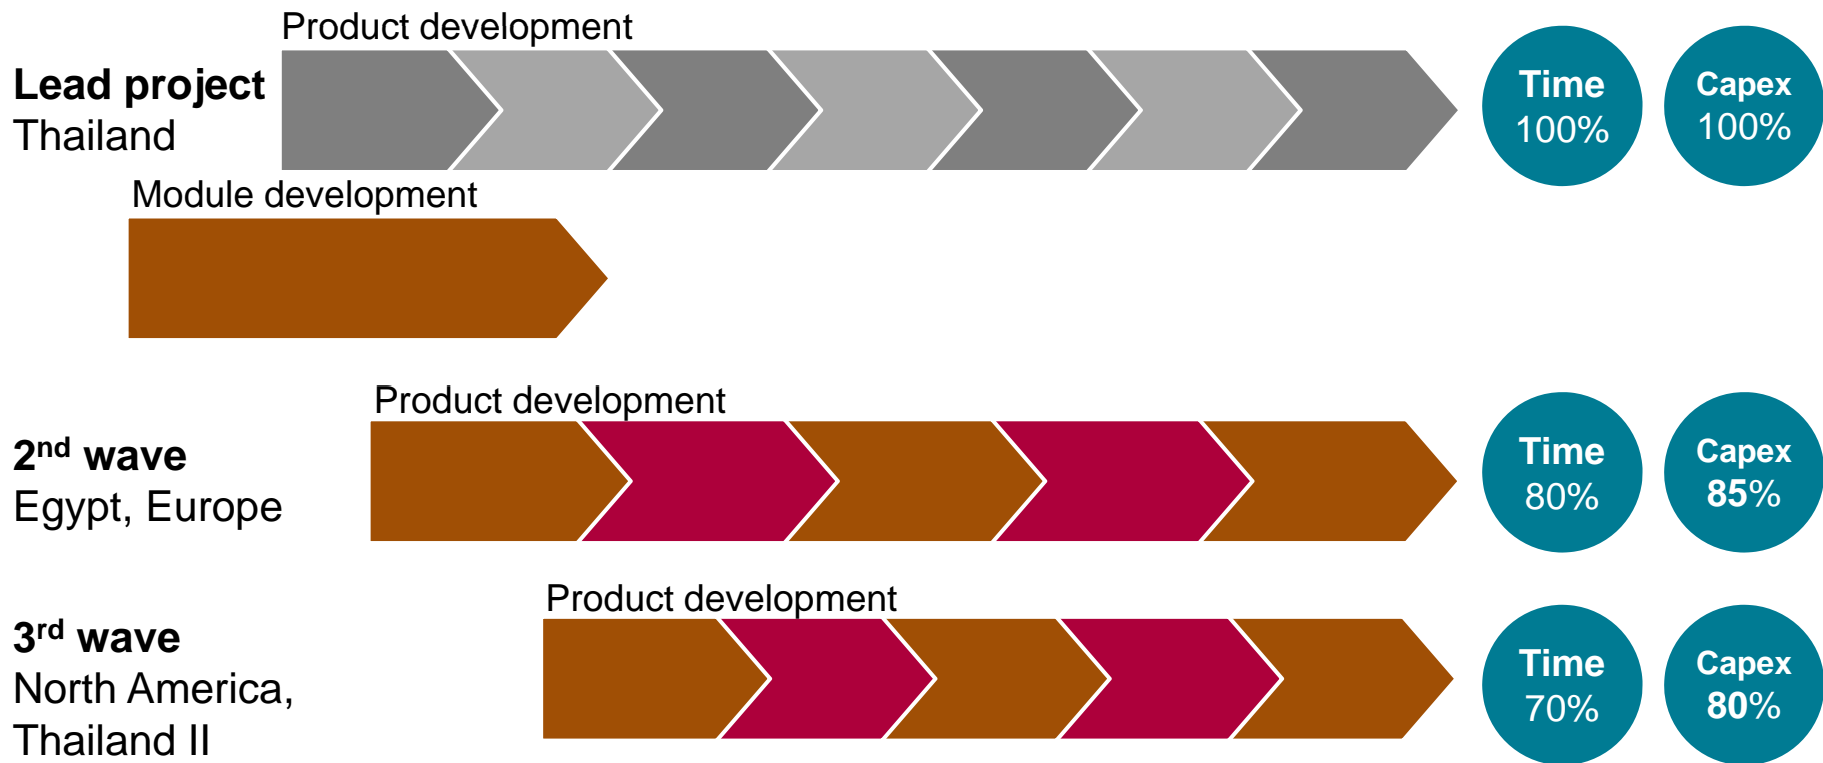 Product development
Lead project
Thailand
Time
100%
Capex
100%
Module development
Product development
2nd wave
Egypt, Europe
Time
80%
Capex
85%
Product development
3rd wave
North America,
Thailand II
Time
70%
Capex
80%